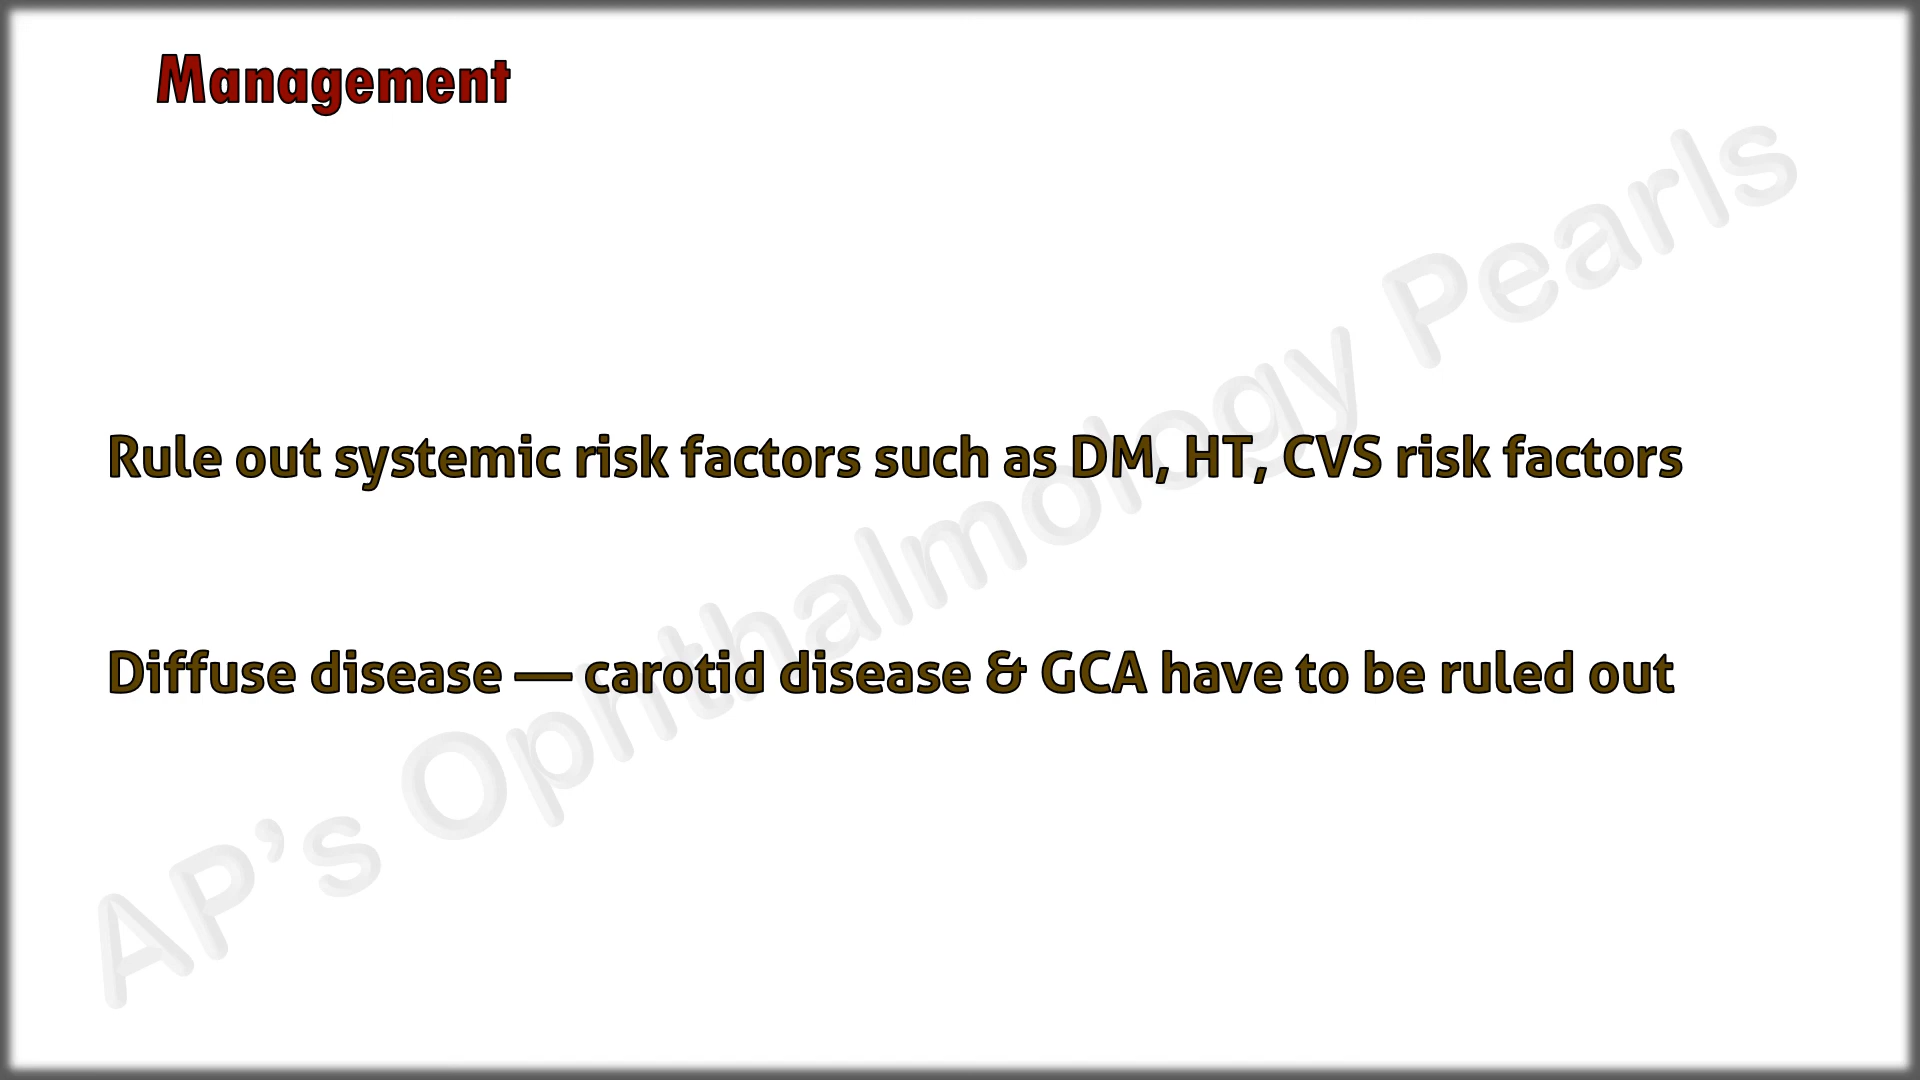 Management
Rule out systemic risk factors such as DM, HT, CVS risk factors
Diffuse disease — carotid disease & GCA have to be ruled out
AP's Ophthalmology Pearls